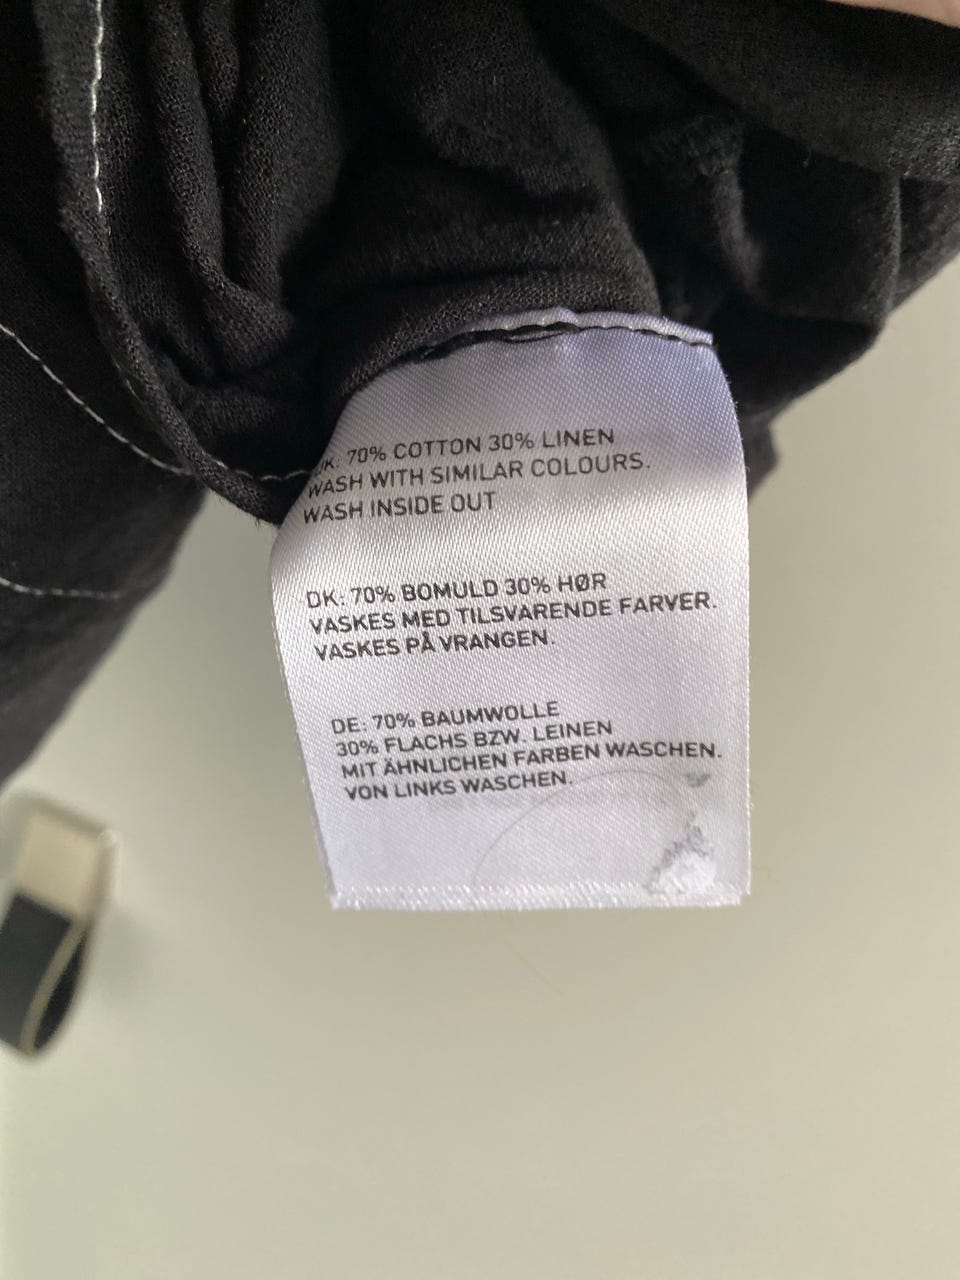 UK: 70% COTTON 30% LINEN
WASH WITH SIMILAR COLOURS.
WASH INSIDE OUT
DK: 70% BOMULD 30% HØR
VASKES MED TILSVARENDE FARVER.
VASKES PÅ VRANGEN.
DE: 70% BAUMWOLLE
30% FLACHS BZW. LEINEN
MIT ÄHNLICHEN FARBEN WASCHEN.
VON LINKS WASCHEN.